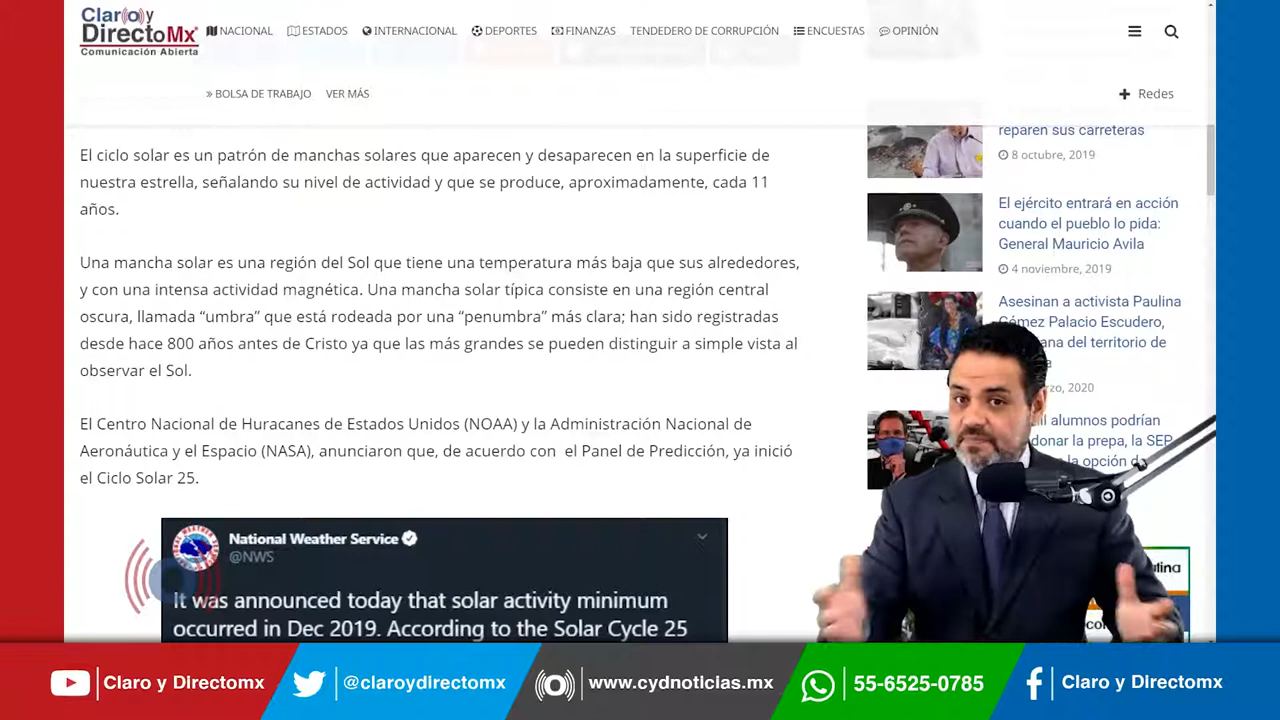 Claro y
DirectoMx
Comunicación Abierta
NACIONAL
ESTADOS
INTERNACIONAL
DEPORTES
FINANZAS
TENDEDERO DE CORRUPCIÓN
ENCUESTAS
OPINIÓN
» BOLSA DE TRABAJO
VER MÁS
Redes
El ciclo solar es un patrón de manchas solares que aparecen y desaparecen en la superficie de
nuestra estrella, señalando su nivel de actividad y que se produce, aproximadamente, cada 11
años.
Una mancha solar es una región del Sol que tiene una temperatura más baja que sus alrededores,
y con una intensa actividad magnética. Una mancha solar típica consiste en una región central
oscura, llamada “umbra” que está rodeada por una “penumbra” más clara; han sido registradas
desde hace 800 años antes de Cristo ya que las más grandes se pueden distinguir a simple vista al
observar el Sol.
El Centro Nacional de Huracanes de Estados Unidos (NOAA) y la Administración Nacional de
Aeronáutica y el Espacio (NASA), anunciaron que, de acuerdo con el Panel de Predicción, ya inició
el Ciclo Solar 25.
National Weather Service
@NWS
It was announced today that solar activity minimum
occurred in Dec 2019. According to the Solar Cycle 25
reparen sus carreteras
8 octubre, 2019
El ejército entrará en acción
cuando el pueblo lo pida:
General Mauricio Avila
4 noviembre, 2019
Asesinan a activista Paulina
Gómez Palacio Escudero,
del territorio de
2020
alumnos podrían
la prepa, la SEP
la opción
Claro y Directomx
@claroydirectomx
www.cydnoticias.mx
55-6525-0785
Claro y Directomx